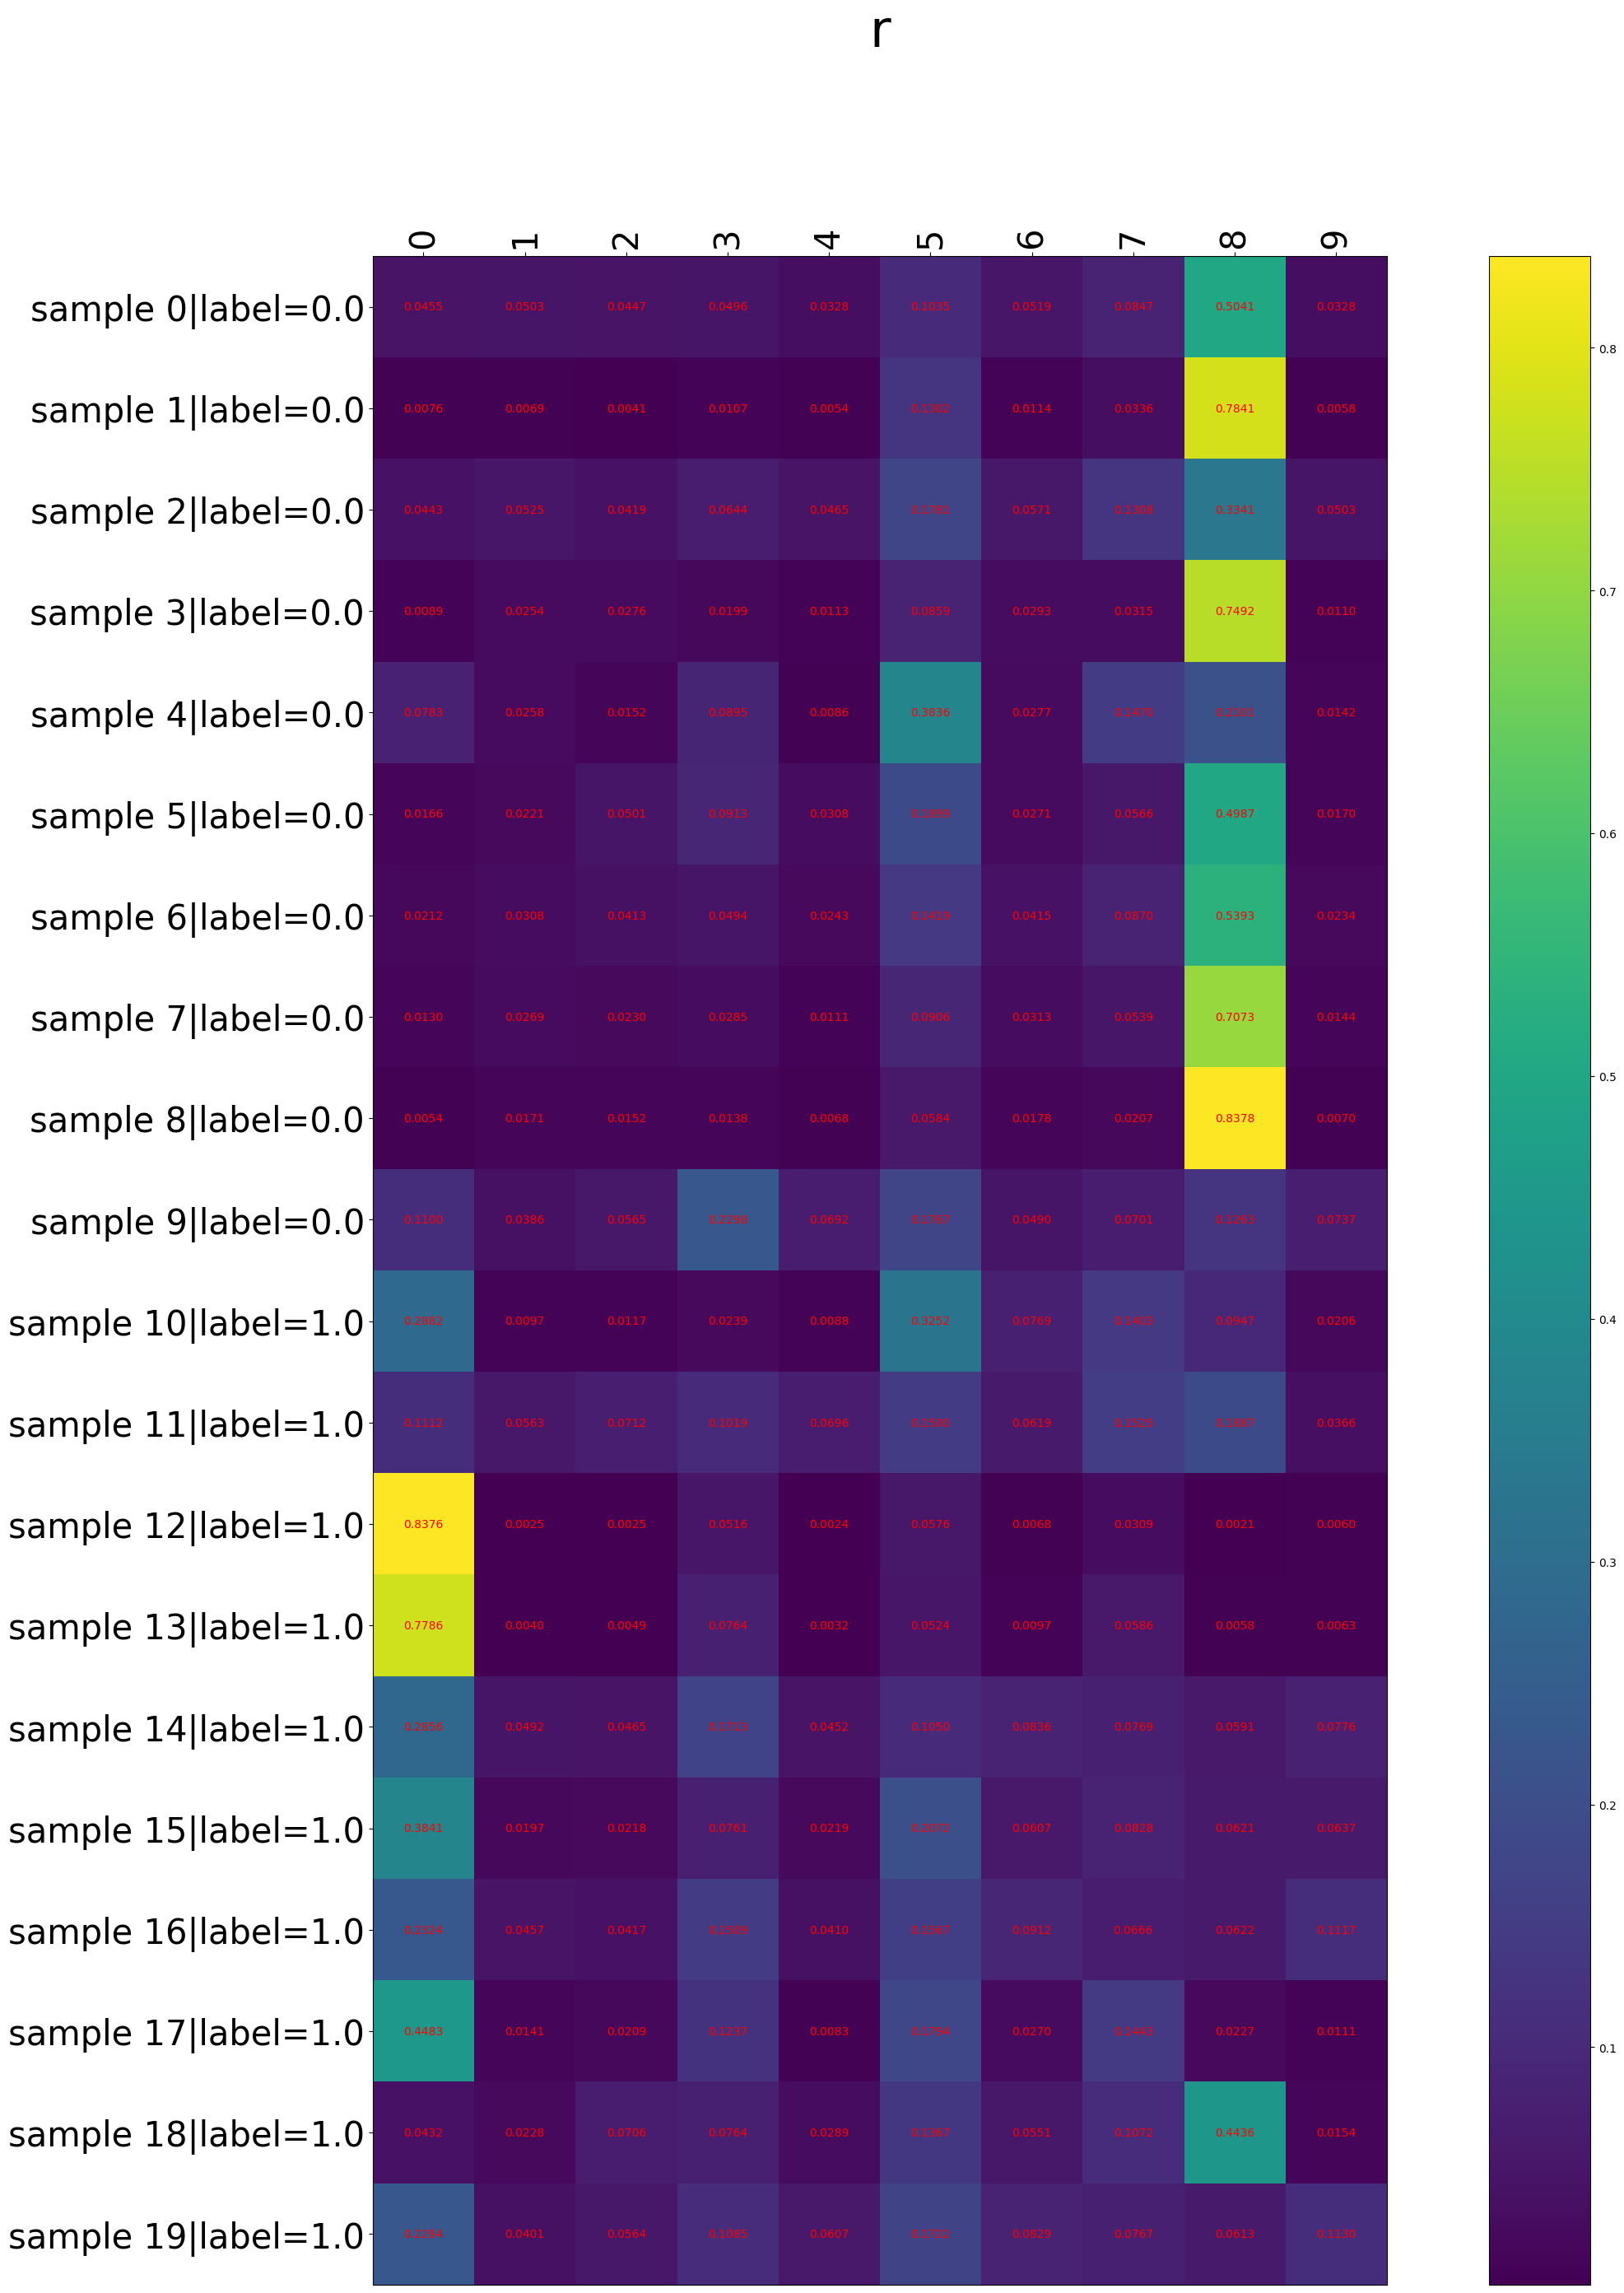 r
0 1 2 3 4 5 6 7 8 9
sample 0|label=0.0 0.0455 0.0503 0.0447 0.0496 0.0328 0.1035 0.0519 0.0847 0.5041 0.0328
sample 1|label=0.0 0.0076 0.0069 0.0041 0.0107 0.0054 0.0114 0.0336 0.7841 0.0058
sample 2|label=0.0 0.0443 0.0525 0.0419 0.0644 0.0465 0.0571 0.3341 0.0503
sample 3|label=0.0 0.0089 0.0254 0.0276 0.0199 0.0113 0.0859 0.0293 0.0315 0.7492 0.0110
sample 4|label=0.0 0.0783 0.0258 0.0152 0.0895 0.0086 0.3836 0.0277 0.0142
sample 5|label=0.0 0.0166 0.0221 0.0501 0.0913 0.0308 0.0271 0.0566 0.4987 0.0170
sample 6|label=0.0 0.0212 0.0308 0.0413 0.0494 0.0243 0.0415 0.0870 0.5393 0.0234
sample 7|label=0.0 0.0130 0.0269 0.0230 0.0285 0.0111 0.0906 0.0313 0.0539 0.7073 0.0144
sample 8|label=0.0 0.0054 0.0171 0.0152 0.0138 0.0068 0.0584 0.0178 0.0207 0.8378 0.0070
sample 9|label=0.0 0.0386 0.0565 0.0692 0.0490 0.0701 0.0737
sample 10|label=1.0 0.2882 0.0097 0.0117 0.0239 0.0088 0.3252 0.0769 0.0947 0.0206
sample 11|label=1.0 0.1112 0.0563 0.0712 0.1019 0.0696 0.0619 0.0366
sample 12|label=1.0 0.8376 0.0025 0.0025 0.0516 0.0024 0.0576 0.0068 0.0309 0.0021 0.0060
sample 13|label=1.0 0.7786 0.0040 0.0049 0.0764 0.0032 0.0524 0.0097 0.0586 0.0058 0.0063
sample 14|label=1.0 0.2856 0.0492 0.0465 0.0452 0.1050 0.0836 0.0769 0.0591 0.0776
sample 15|label=1.0 0.3841 0.0197 0.0218 0.0761 0.0219 0.0607 0.0828 0.0621 0.0637
sample 16|label=1.0 0.0457 0.0417 0.0410 0.0912 0.0666 0.0622 0.1117
sample 17|label=1.0 0.4483 0.0141 0.0209 0.1237 0.0083 0.0270 0.0227 0.0111
sample 18|label=1.0 0.0432 0.0228 0.0706 0.0764 0.0289 0.0551 0.1072 0.4436 0.0154
sample 19|label=1.0 0.0401 0.0564 0.1085 0.0607 0.0829 0.0767 0.0613 0.1130
0.8
0.7
0.6
0.5
0.4
0.3
0.2
0.1